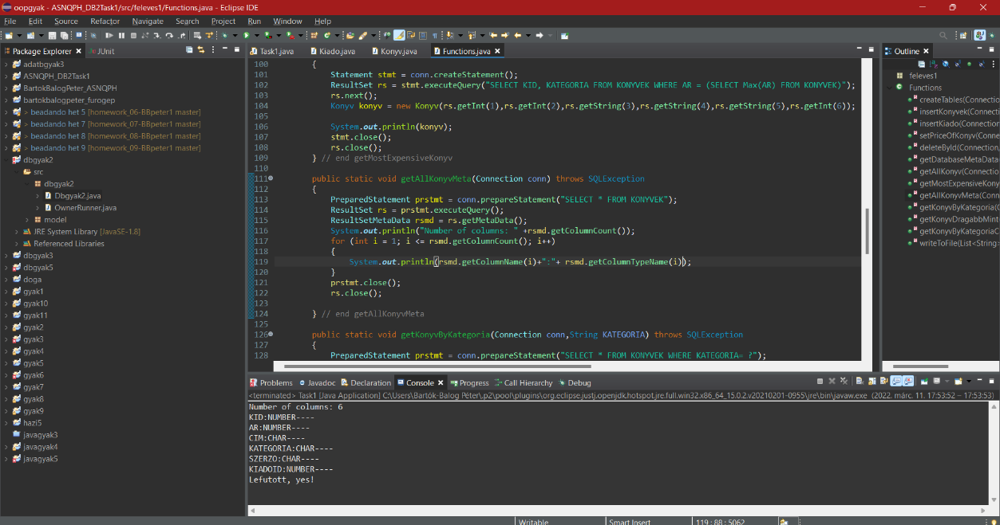 oopgyak - ASNQPH_DB2Task1/src/feleves1/Functions.java - Eclipse IDE
File Edit Source Refactor Navigate Search Project Run Window Help
Package Explorer JUnit
adatbgyak3
ASNQPH_DB2Task1
BartokBalogPeter_ASNQPH
bartokbalogpeter_furogep
> beadando het 5 [homework_06-BBpeter1 master]
> beadando het 7 [homework_07-BBpeter1 master]
> beadando het 8 [homework_08-BBpeter1 master]
> beadando het 9 [homework_09-BBpeter1 master]
dbgyak2
src
dbgyak2
Dbgyak2.java
OwnerRunner.java
model
JRE System Library [JavaSE-1.8]
Referenced Libraries
dbgyak3
dbgyak5
doga
gyak1
gyak10
gyak11
gyak2
gyak3
gyak4
gyak5
gyak6
gyak7
gyak8
gyak9
hazi5
javagyak3
javagyak4
javagyak5
Task1.java Kiado.java Konyv.java Functions.java
100 {
101 Statement stmt = conn.createStatement();
102 ResultSet rs = stmt.executeQuery("SELECT KID, KATEGORIA FROM KONYVEK WHERE AR = (SELECT Max(AR) FROM KONYVEK)");
103 rs.next();
104 Konyv konyv = new Konyv(rs.getInt(1),rs.getInt(2),rs.getString(3),rs.getString(4),rs.getString(5),rs.getInt(6));
105
106 System.out.println(konyv);
107 stmt.close();
108 rs.close();
109 } // end getMostExpensiveKonyv
110
111 public static void getAllKonyvMeta(Connection conn) throws SQLException
112 {
113 PreparedStatement prstmt = conn.prepareStatement("SELECT * FROM KONYVEK");
114 ResultSet rs = prstmt.executeQuery();
115 ResultSetMetaData rsmd = rs.getMetaData();
116 System.out.println("Number of columns: " +rsmd.getColumnCount());
117 for (int i = 1; i <= rsmd.getColumnCount(); i++)
118 {
119 System.out.println(rsmd.getColumnName(i)+":"+ rsmd.getColumnTypeName(i));
120 }
121 prstmt.close();
122 rs.close();
123
124 } // end getAllKonyvMeta
125
126 public static void getKonyvByKategoria(Connection conn,String KATEGORIA) throws SQLException
127 {
128 PreparedStatement prstmt = conn.prepareStatement("SELECT * FROM KONYVEK WHERE KATEGORIA= ?");
Outline
feleves1
Functions
createTables(Connectio
insertKonyvek(Connecti
insertKiado(Connection
setPriceOfKonyv(Conne
deleteById(Connection,
getDatabaseMetaData
getAllKonyv(Connectio
getMostExpensiveKony
getAllKonyvMeta(Conn
getKonyvByKategoria(C
getKonyvDragabbMint
getKonyvByKategoriaC
writeToFile(List<String>
Problems Javadoc Declaration Console Progress Call Hierarchy Debug
<terminated> Task1 [Java Application] C:\Users\Bartók-Balog Péter\.p2\pool\plugins\org.eclipse.justj.openjdk.hotspot.jre.full.win32.x86_64_15.0.2.v20210201-0955\jre\bin\javaw.exe (2022. márc. 11. 17:53:52 – 17:53:53)
Number of columns: 6
KID:NUMBER----
AR:NUMBER----
CIM:CHAR----
KATEGORIA:CHAR----
SZERZO:CHAR----
KIADOID:NUMBER----
Lefutott, yes!
Writable Smart Insert 119 : 88 : 5062